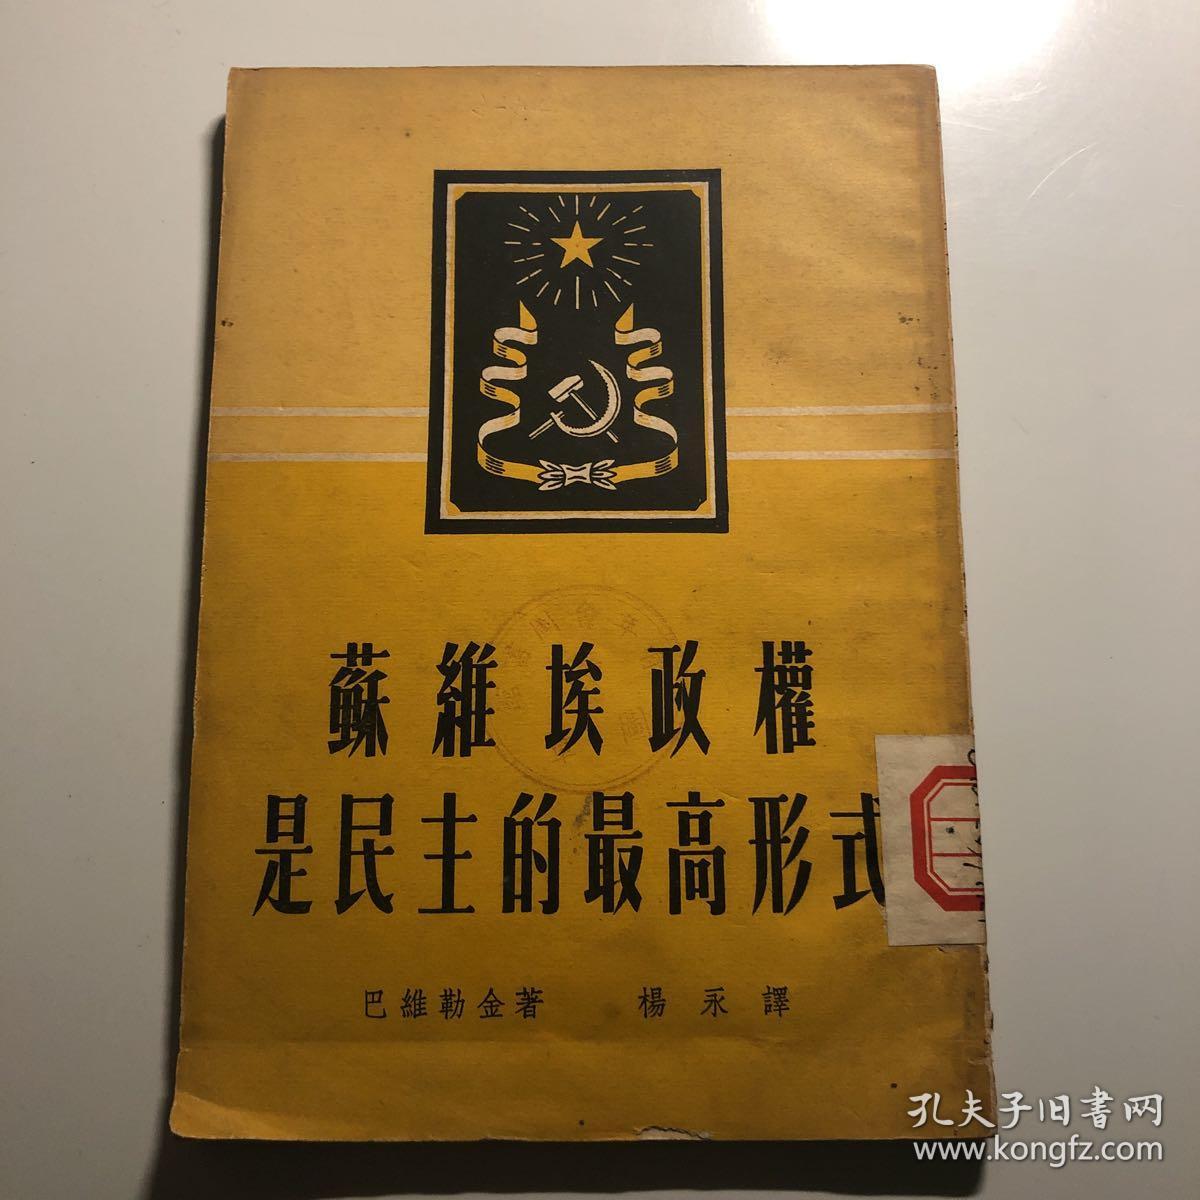 蘇維埃政權
是民主的最高形式
巴維勒金著 楊永譯
孔夫子旧書网
www.kongfz.com